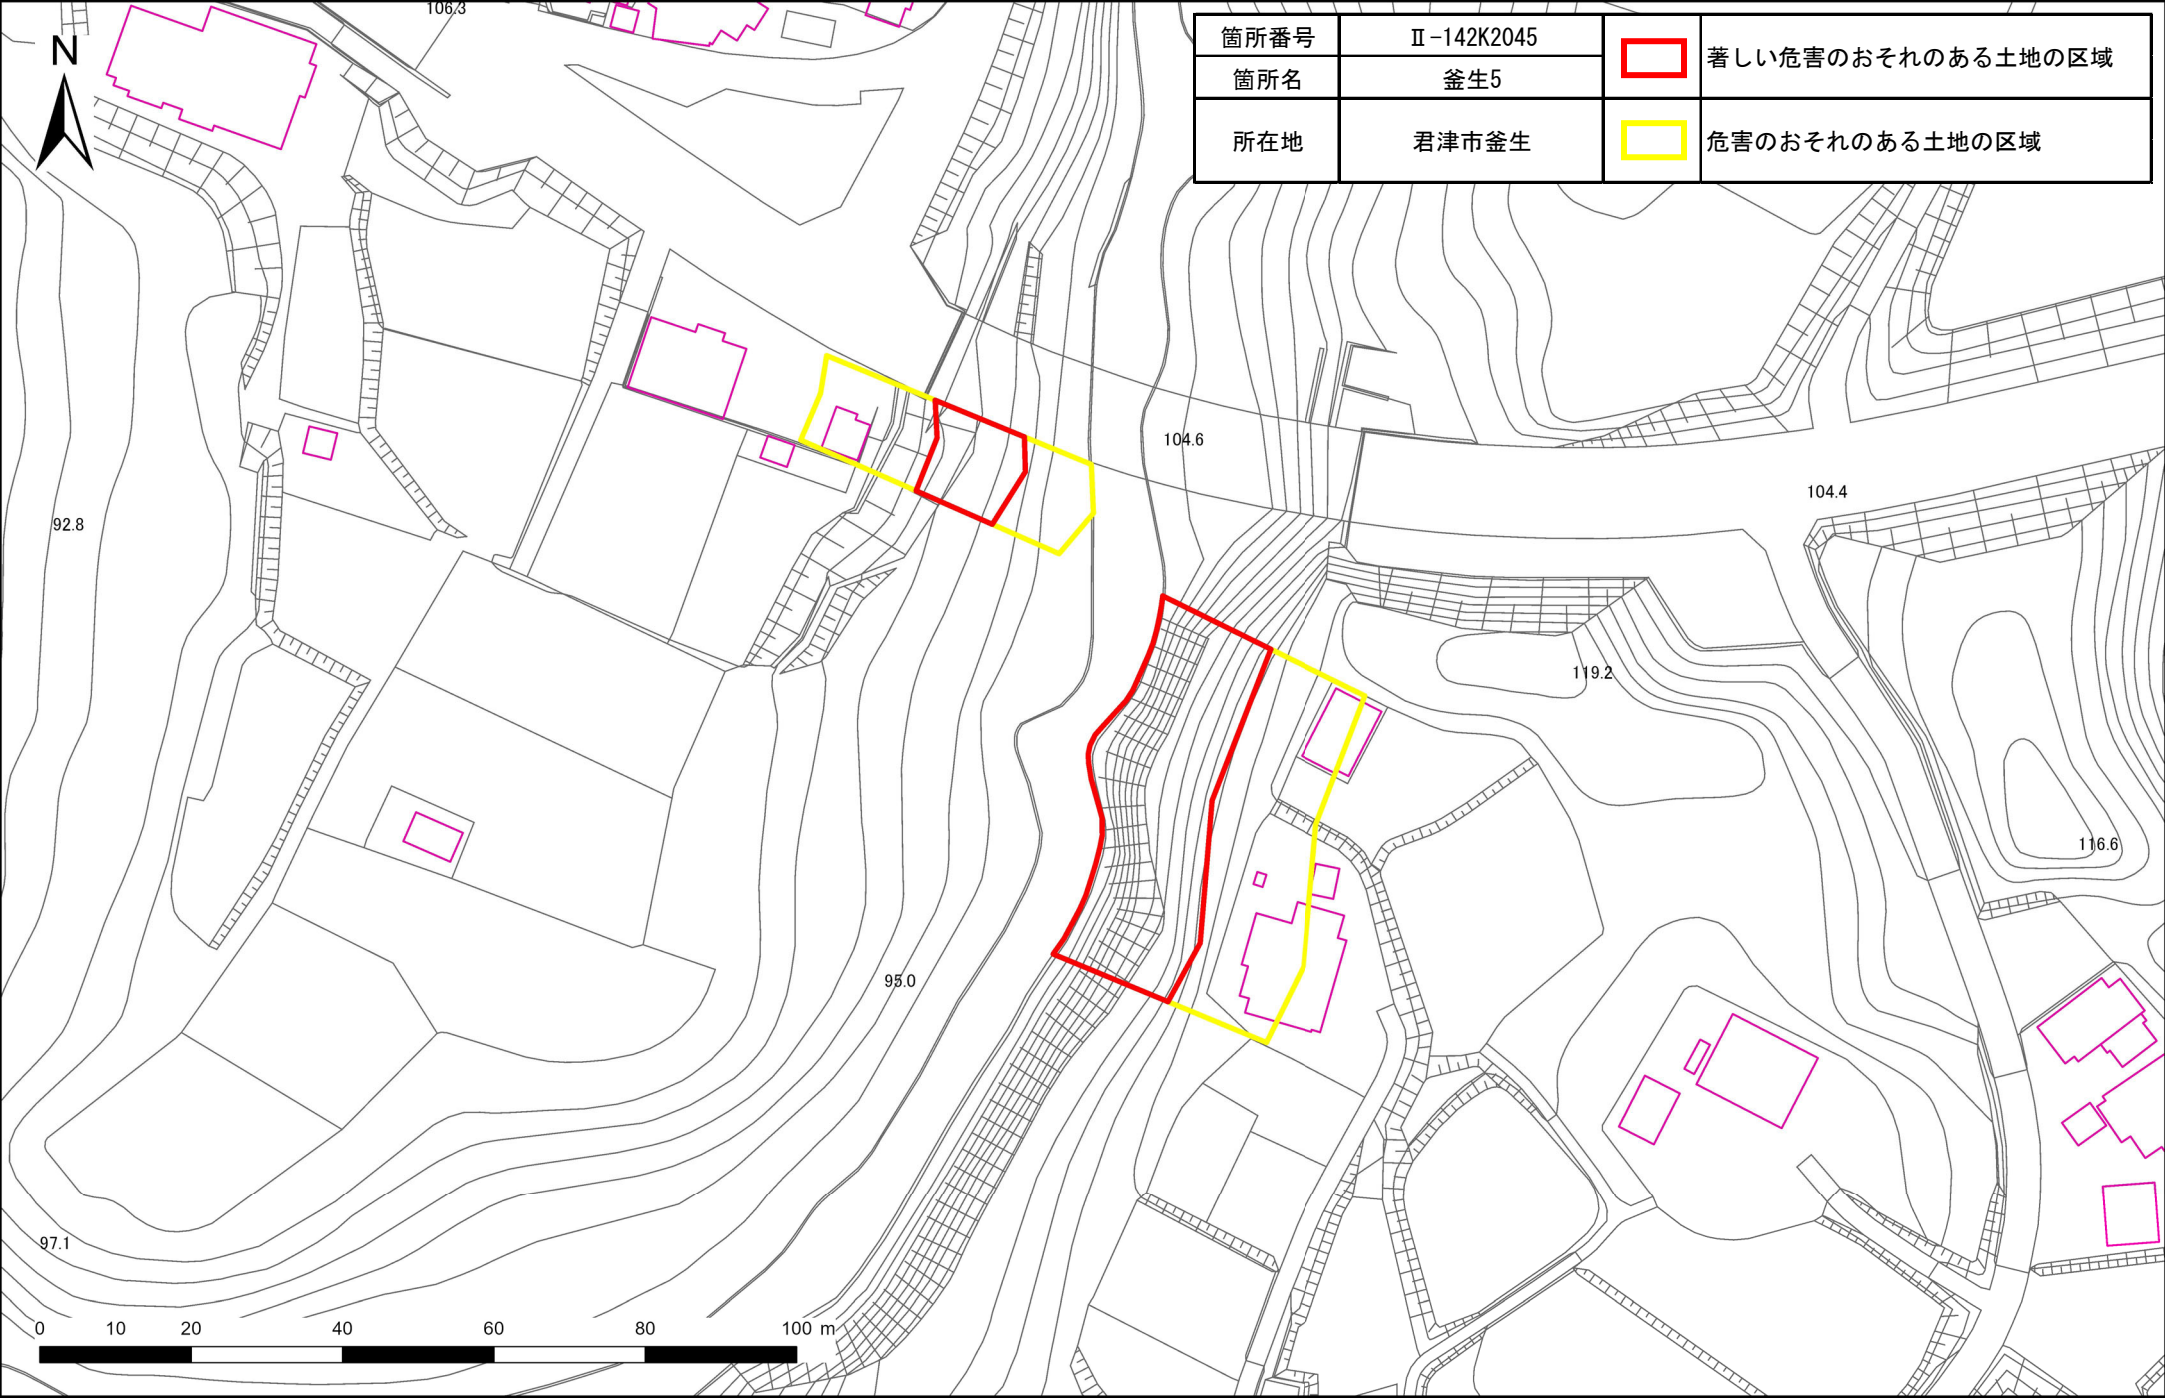 106.3
N
箇所番号 Ⅱ-142K2045
箇所名 釜生5
所在地 君津市釜生
著しい危害のおそれのある土地の区域
危害のおそれのある土地の区域
104.6
104.4
92.8
119.2
116.6
95.0
97.1
0 10 20 40 60 80 100 m